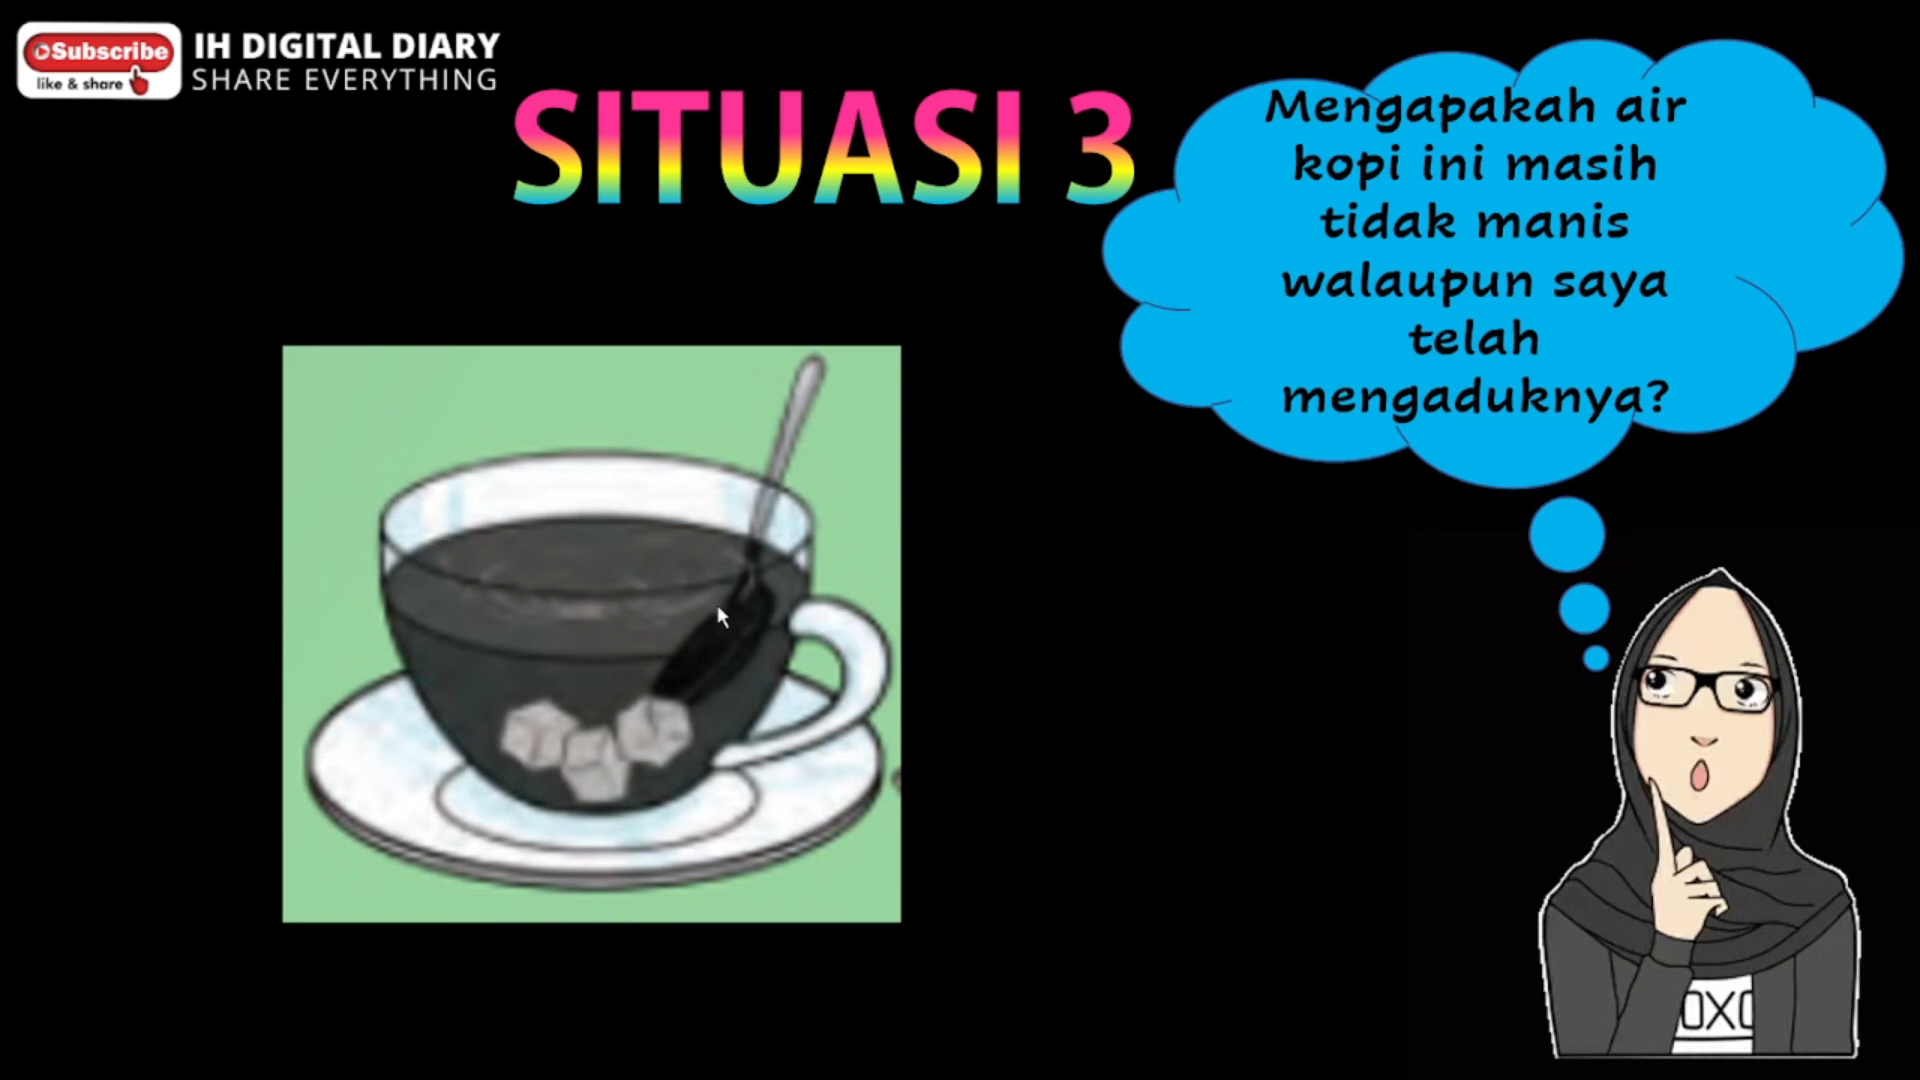 Subscribe
like & share
IH DIGITAL DIARY
SHARE EVERYTHING
SITUASI 3
Mengapakah air
kopi ini masih
tidak manis
walaupun saya
telah
mengaduknya?
OXO